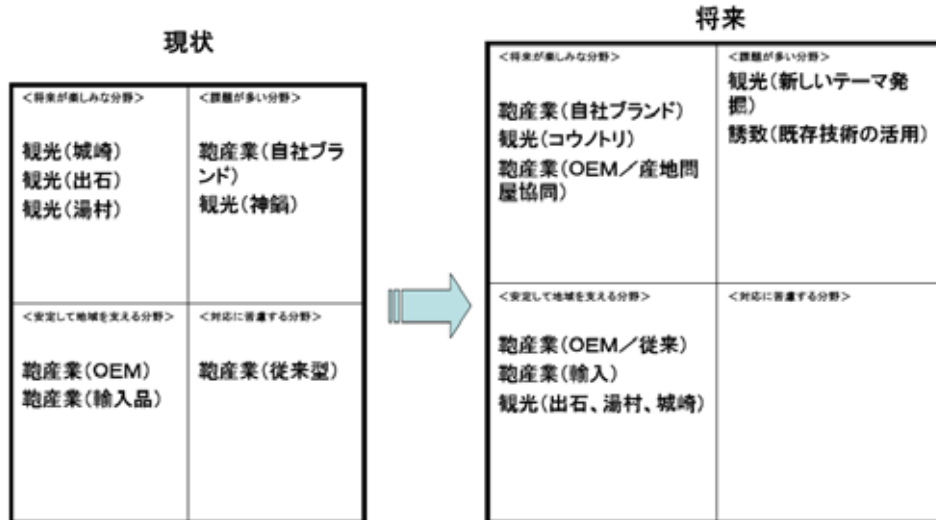 現状
<将来が楽しみな分野>
観光(城崎)
観光(出石)
観光(湯村)
<課題が多い分野>
鞄産業(自社ブラ
ンド)
観光(神鍋)
<安定して地域を支える分野>
鞄産業(OEM)
鞄産業(輸入品)
<対応に苦慮する分野>
鞄産業(従来型)
将来
<将来が楽しみな分野>
鞄産業(自社ブランド)
観光(コウノトリ)
鞄産業(OEM/産地問
屋協同)
<課題が多い分野>
観光(新しいテーマ発
掘)
誘致(既存技術の活用)
<安定して地域を支える分野>
鞄産業(OEM/従来)
鞄産業(輸入)
観光(出石、湯村、城崎)
<対応に苦慮する分野>